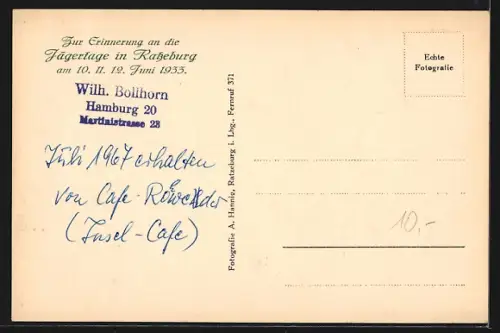 Zur Erinnerung an die
Jägertage in Ratzeburg
am 10. 11. 12. Juni 1933.
Wilh. Bollhorn
Hamburg 20
Martinistrasse 28
Juli 1967 erhalten
von Cafe
(Insel-Cafe)
Fotografie A. Hannig, Ratzeburg i. Lbg., Fernruf 371
Echte
Fotografie
10,-